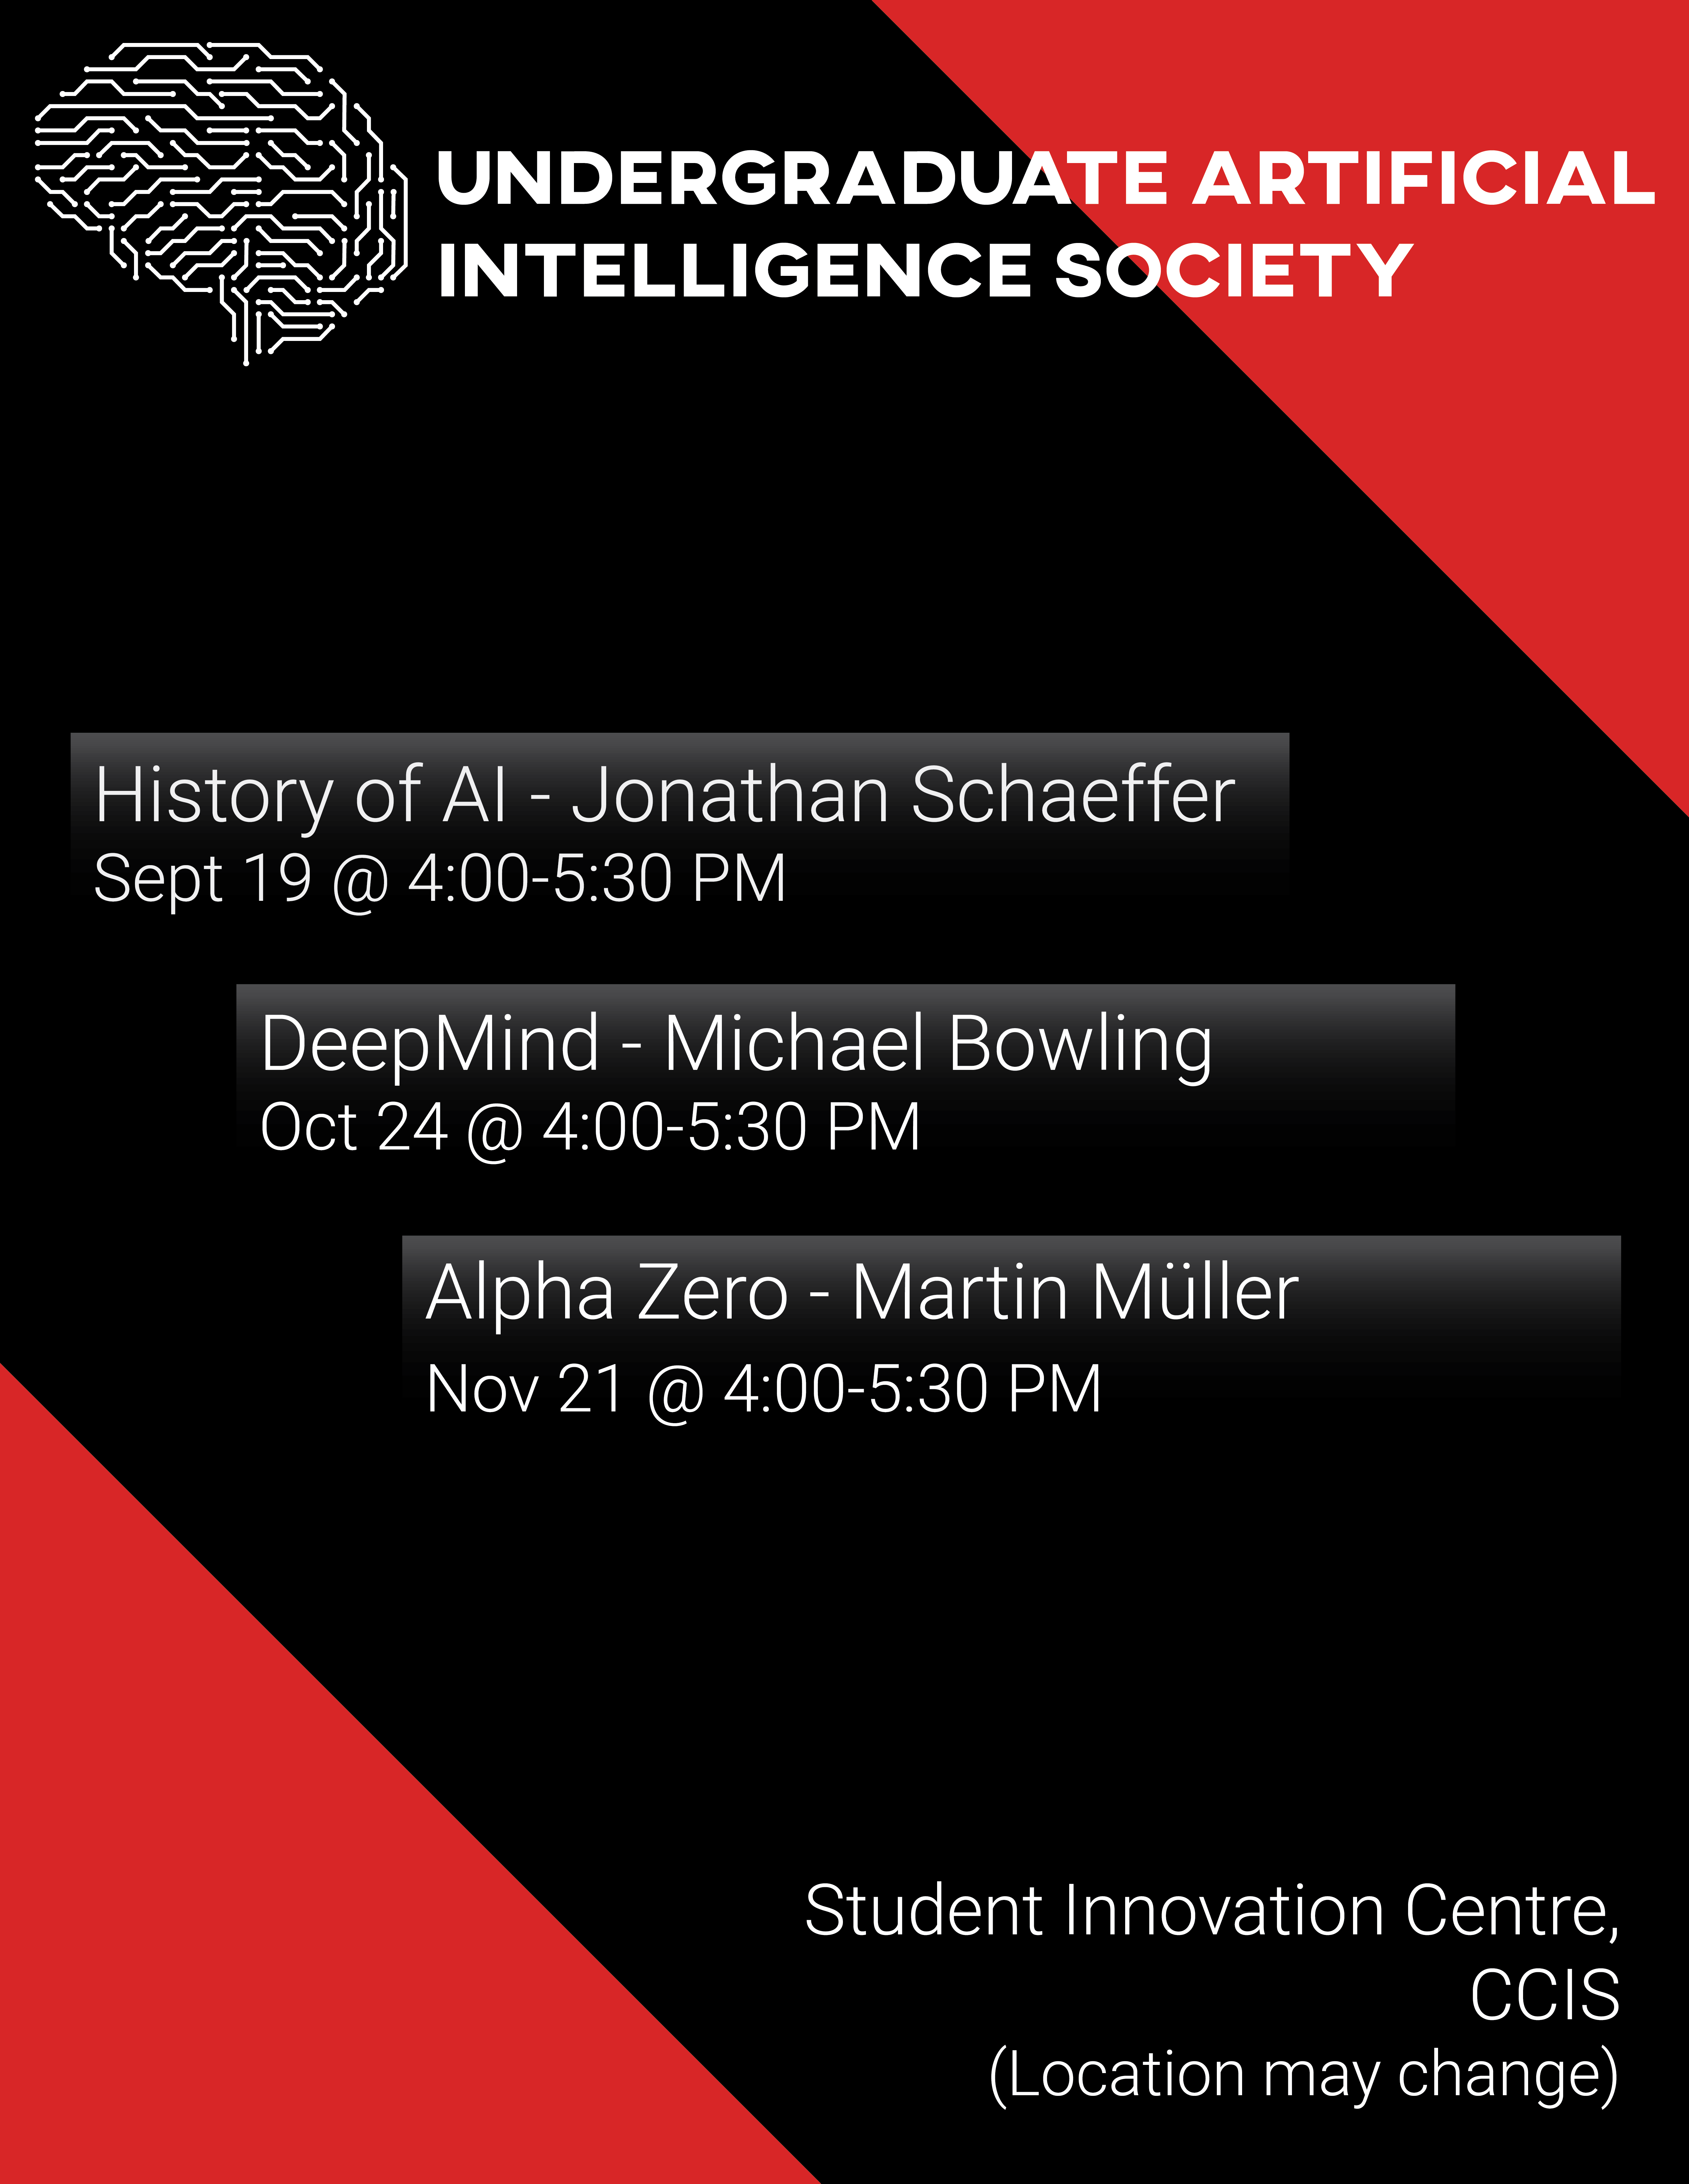 UNDERGRADUATE ARTIFICIAL
INTELLIGENCE SOCIETY
History of AI - Jonathan Schaeffer
Sept 19 @ 4:00-5:30 PM
DeepMind - Michael Bowling
Oct 24 @ 4:00-5:30 PM
Alpha Zero - Martin Müller
Nov 21 @ 4:00-5:30 PM
Student Innovation Centre,
CCIS
(Location may change)